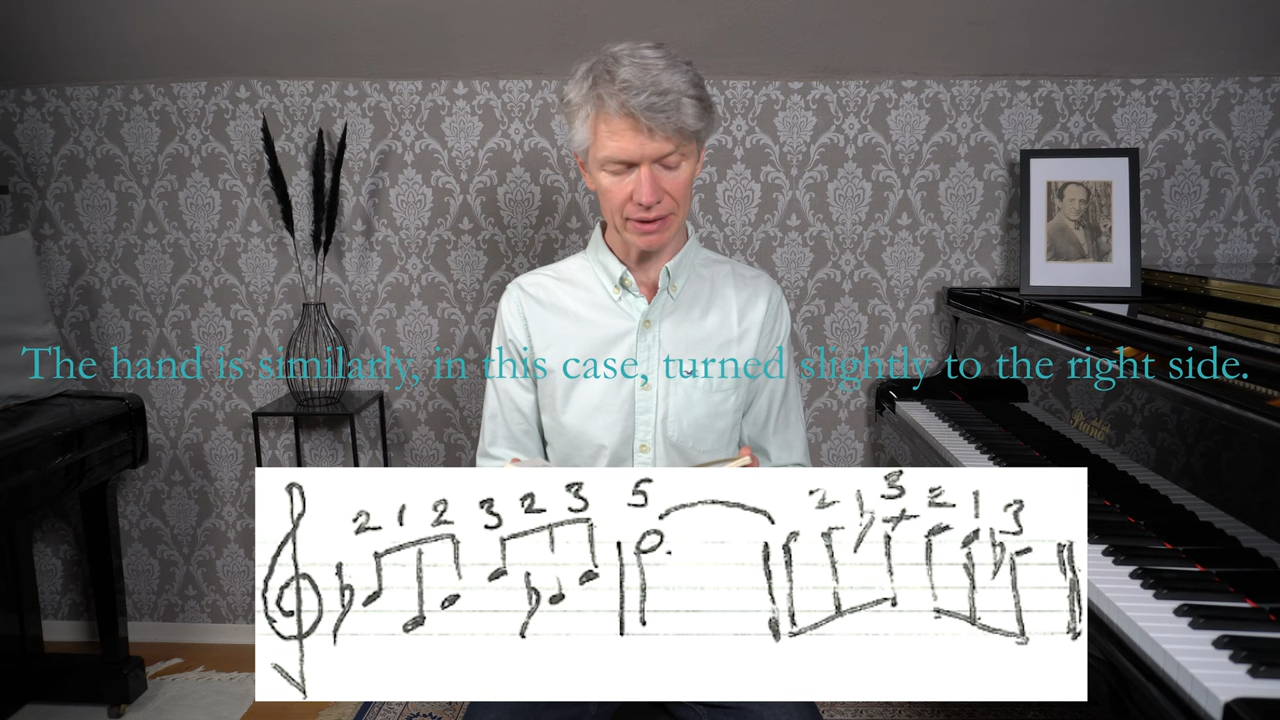 The hand is similarly, in this case, turned slightly to the right side.
Piano
2 1 2 3 2 3 5 2 1 3 2 1 3